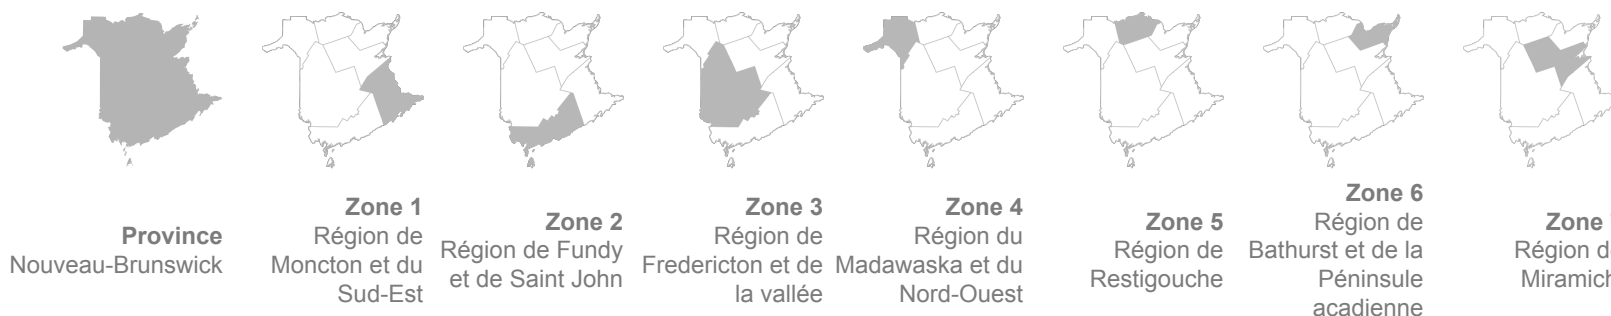 Province
Nouveau-Brunswick
Zone 1
Région de
Moncton et du
Sud-Est
Zone 2
Région de Fundy
et de Saint John
Zone 3
Région de
Fredericton et de
la vallée
Zone 4
Région du
Madawaska et du
Nord-Ouest
Zone 5
Région de
Restigouche
Zone 6
Région de
Bathurst et de la
Péninsule
acadienne
Zone
Région